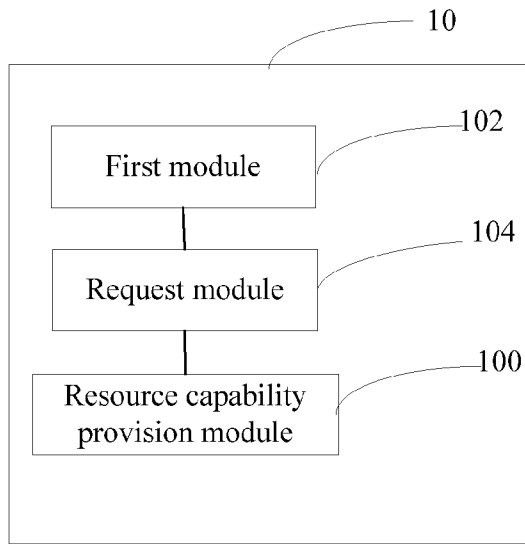 10
102
First module
104
Request module
100
Resource capability
provision module